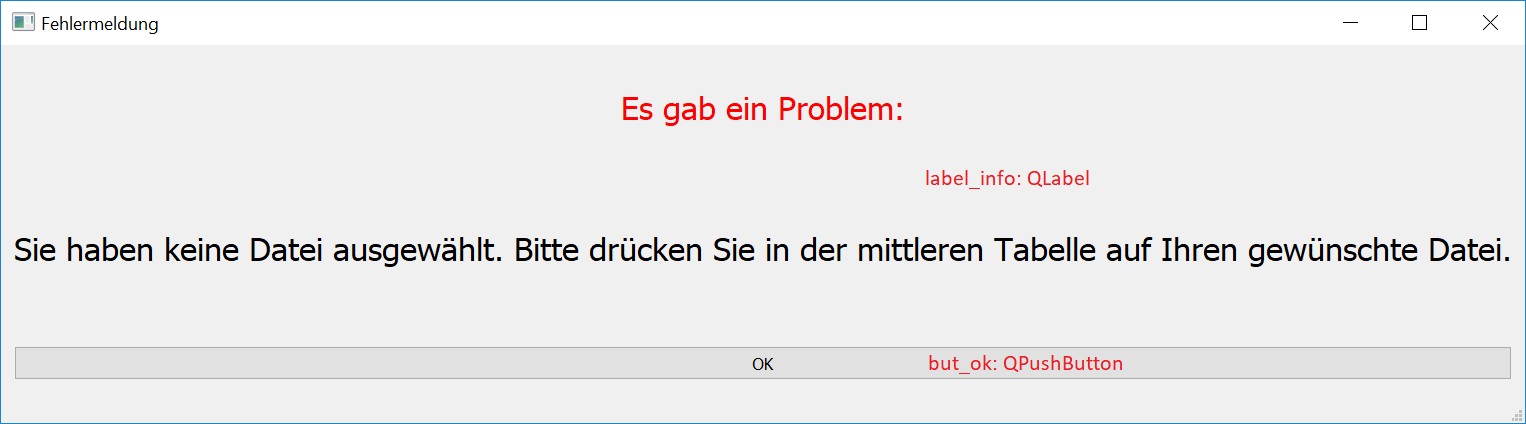 Fehlermeldung
Es gab ein Problem:
label_info: QLabel
Sie haben keine Datei ausgewählt. Bitte drücken Sie in der mittleren Tabelle auf Ihren gewünschte Datei.
OK but_ok: QPushButton